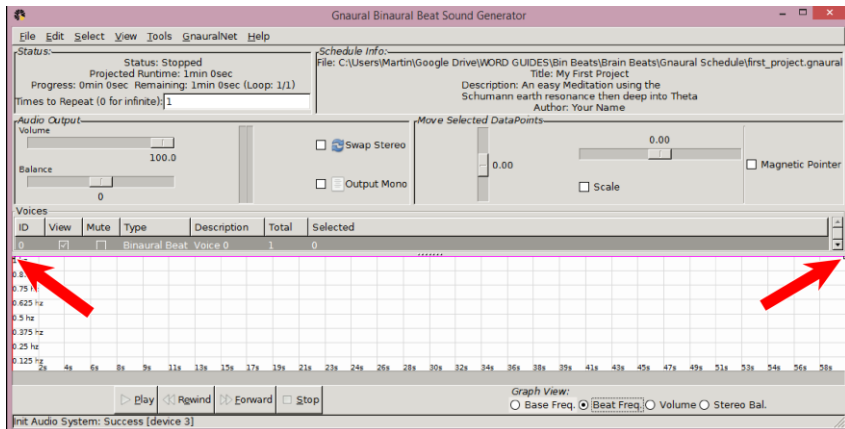 Gnaural Binaural Beat Sound Generator
File Edit Select View Tools GnauralNet Help
Status:
Status: Stopped
Projected Runtime: 1min 0sec
Progress: 0min 0sec Remaining: 1min 0sec (Loop: 1/1)
Times to Repeat (0 for infinite): 1
Schedule Info:
File: C:\Users\Martin\Google Drive\WORD GUIDES\Bin Beats\Brain Beats\Gnaural Schedule\first_project.gnaural
Title: My First Project
Description: An easy Meditation using the
Schumann earth resonance then deep into Theta
Author: Your Name
Audio Output
Volume
100.0
Balance
0
Swap Stereo
Output Mono
Move Selected DataPoints
0.00
0.00
Scale
Magnetic Pointer
Voices
ID View Mute Type Description Total Selected
0 Binaural Beat Voice 0 1 0
0.75 hz
0.625 hz
0.5 hz
0.375 hz
0.25 hz
0.125 hz
2s 4s 6s 8s 9s 11s 13s 15s 17s 19s 21s 23s 24s 26s 28s 30s 32s 34s 36s 38s 39s 41s 43s 45s 47s 49s 51s 53s 54s 56s 58s
Play Rewind Forward Stop
Graph View:
Base Freq. Beat Freq. Volume Stereo Bal.
Init Audio System: Success [device 3]